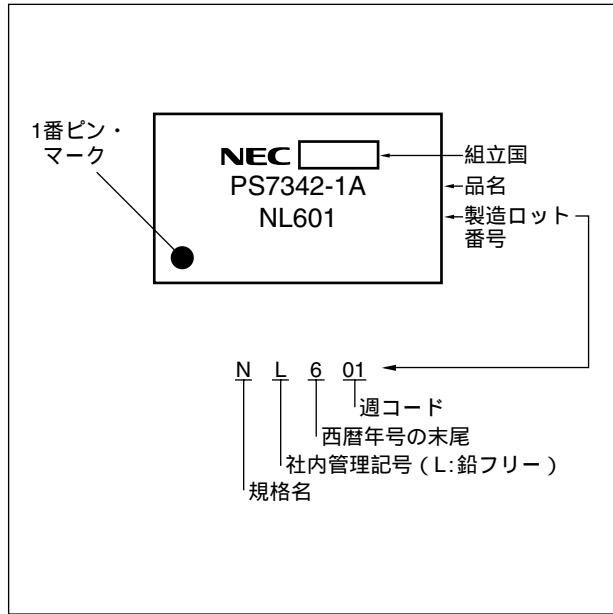 1番ピン・
マーク
NEC
組立国
PS7342-1A
品名
NL601
製造ロット
番号
N L 6 01
週コード
西暦年号の末尾
社内管理記号（L:鉛フリー）
規格名